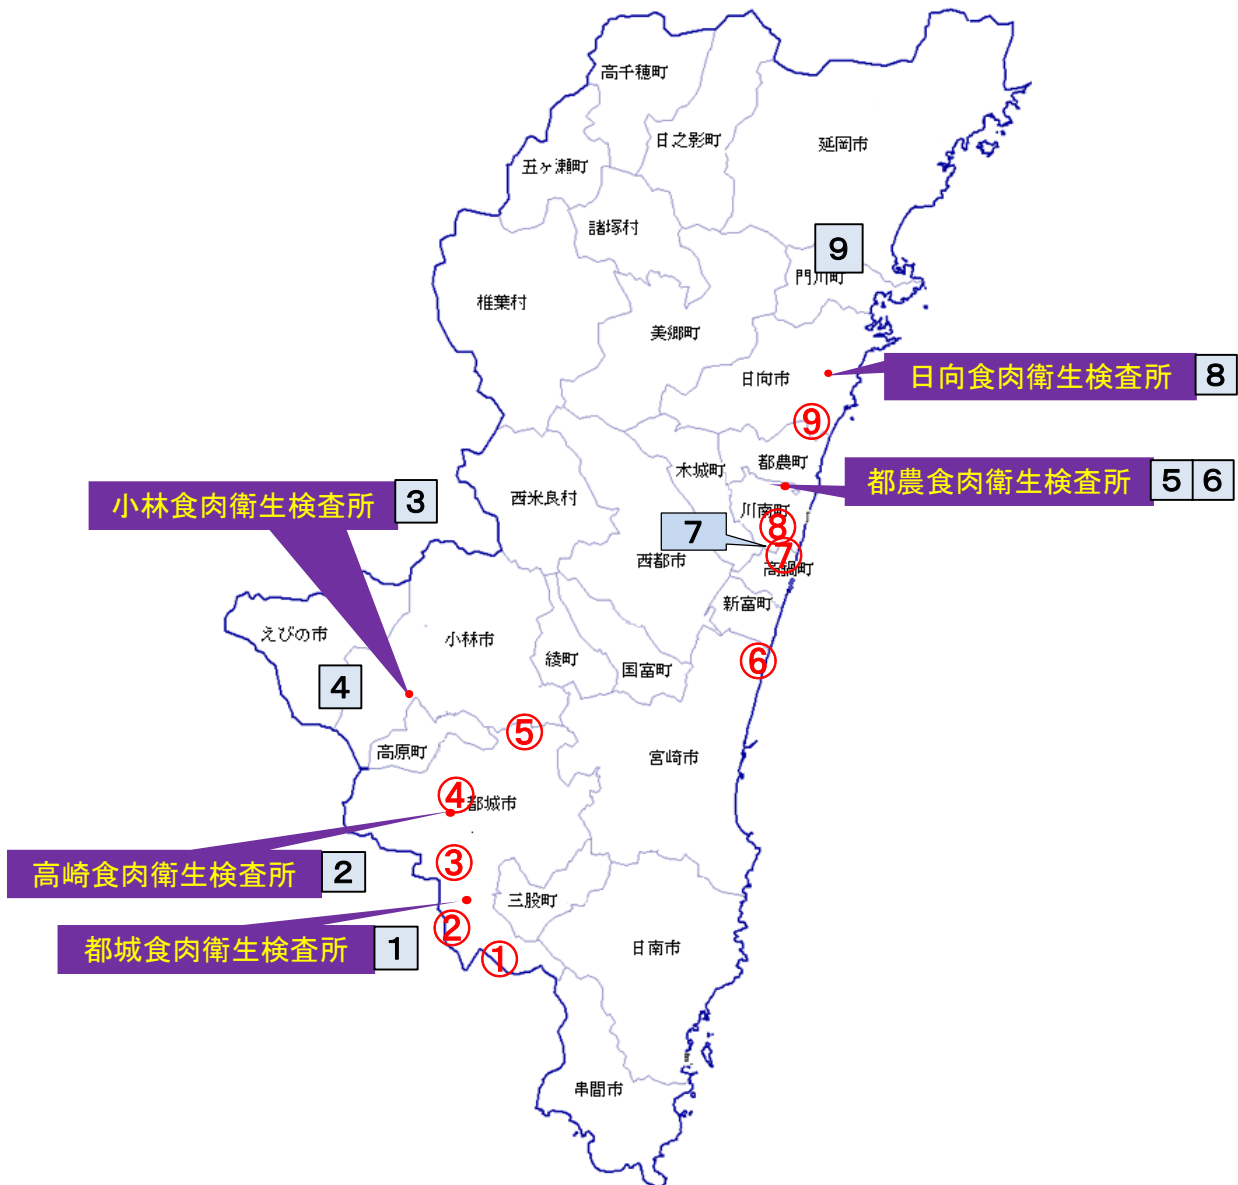 高千穂町
日之影町
延岡市
五ヶ瀬町
諸塚村
9
門川町
椎葉村
美郷町
日向市
日向食肉衛生検査所 8
⑨
木城町
都農町
都農食肉衛生検査所 5 6
小林食肉衛生検査所 3
西米良村
川南町
⑧
7
⑦
西都市
高鍋町
新富町
えびの市
小林市
綾町
国富町
⑥
4
⑤
高原町
宮崎市
④
都城市
③
高崎食肉衛生検査所 2
三股町
②
都城食肉衛生検査所 1
①
日南市
串間市